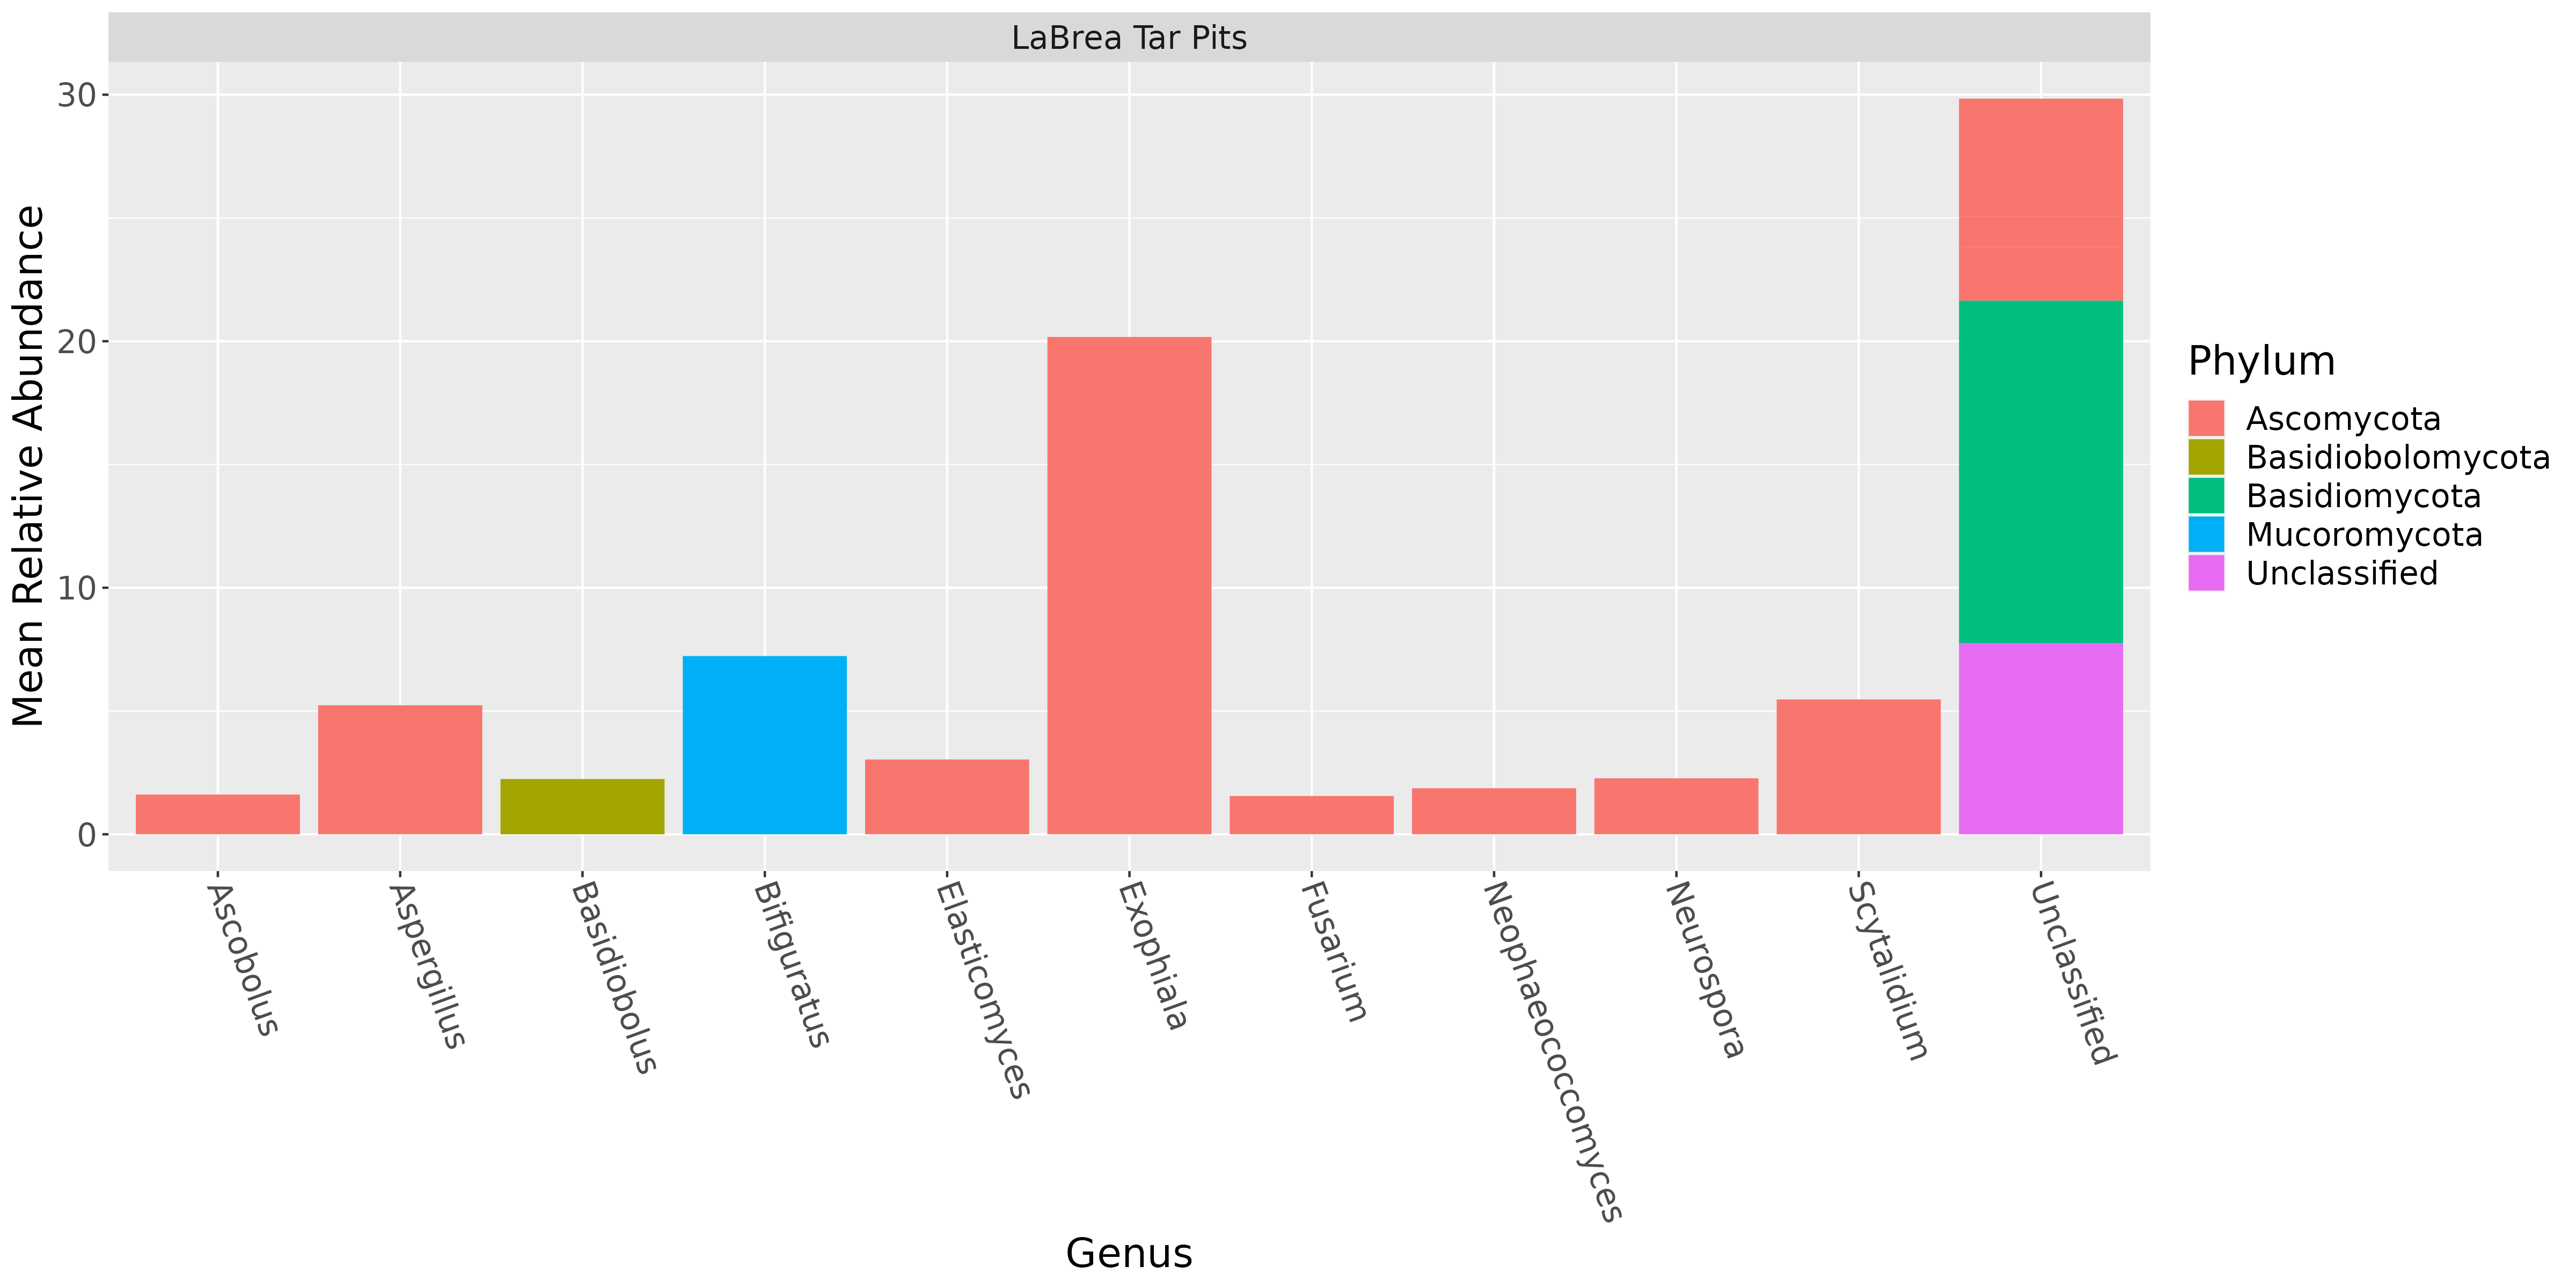 LaBrea Tar Pits
Mean Relative Abundance
30
20
10
0
Ascobolus
Aspergillus
Basidiobolus
Bifiguratus
Elasticomyces
Exophiala
Fusarium
Neophaeococcomyces
Neurospora
Scytalidium
Unclassified
Genus
Phylum
Ascomycota
Basidiobolomycota
Basidiomycota
Mucoromycota
Unclassified